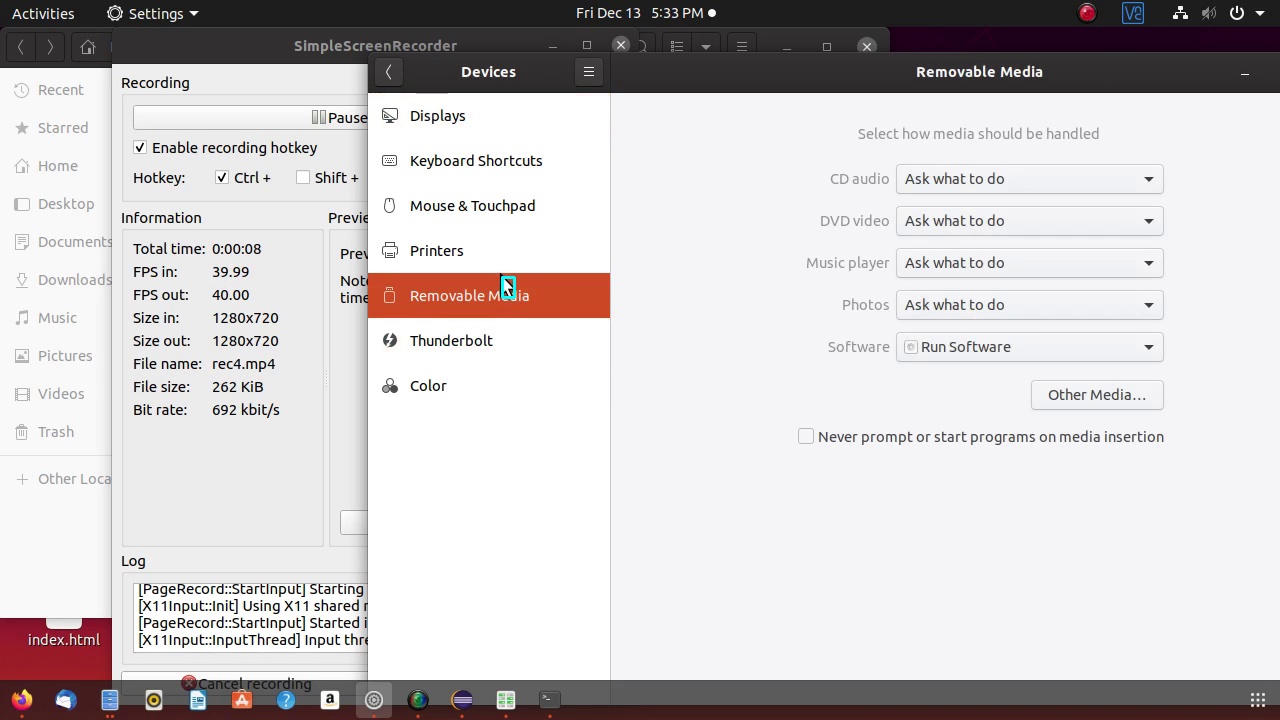 Activities
Settings
Fri Dec 13 5:33 PM
SimpleScreenRecorder
Devices
Removable Media
Recent
Starred
Home
Desktop
Documents
Downloads
Music
Pictures
Videos
Trash
Other Loca
index.html
Recording
Pause
Enable recording hotkey
Hotkey: Ctrl + Shift +
Information
Total time: 0:00:08
FPS in: 39.99
FPS out: 40.00
Size in: 1280x720
Size out: 1280x720
File name: rec4.mp4
File size: 262 KiB
Bit rate: 692 kbit/s
Previe
Prev
Note
time
Log
[PageRecord::StartInput] Starting
[X11Input::Init] Using X11 shared
[PageRecord::StartInput] Started i
[X11Input::InputThread] Input thre
Cancel recording
Displays
Keyboard Shortcuts
Mouse & Touchpad
Printers
Removable Media
Thunderbolt
Color
Select how media should be handled
CD audio Ask what to do
DVD video Ask what to do
Music player Ask what to do
Photos Ask what to do
Software Run Software
Other Media…
Never prompt or start programs on media insertion